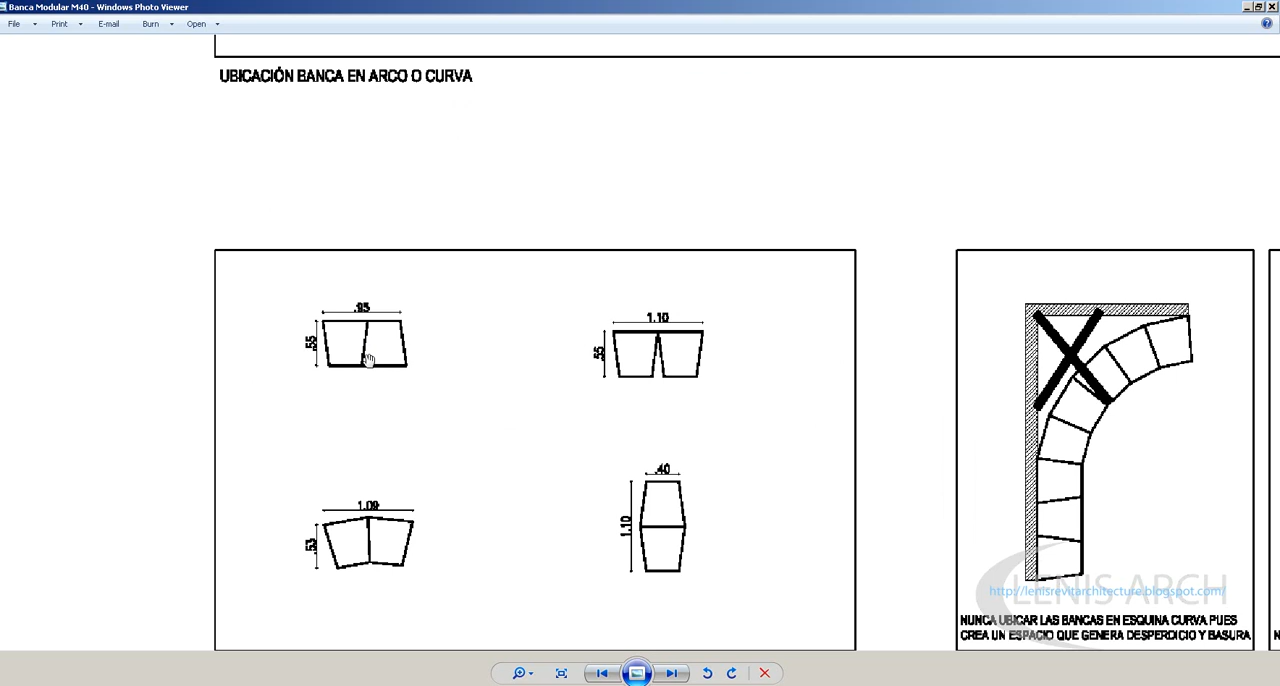 Banca Modular M40 - Windows Photo Viewer
File Print E-mail Burn Open
UBICACIÓN BANCA EN ARCO O CURVA
.95
.55
1.10
.55
.40
1.10
1.09
.53
LENIS ARCH
http://lenisrevitarchitecture.blogspot.com/
NUNCA UBICAR LAS BANCAS EN ESQUINA CURVA PUES
CREA UN ESPACIO QUE GENERA DESPERDICIO Y BASURA
N